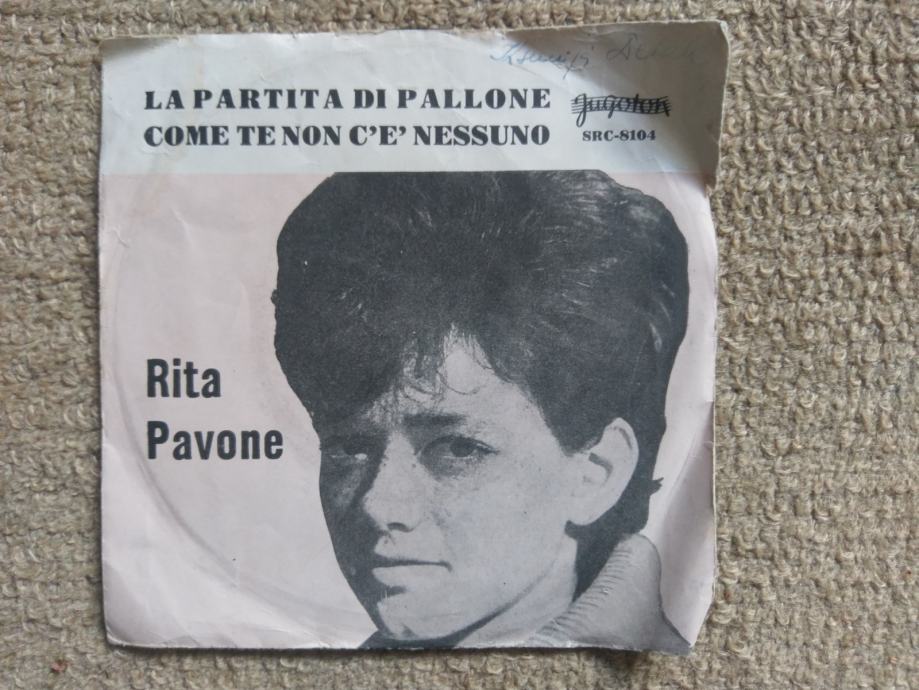 LA PARTITA DI PALLONE
COME TE NON C'E' NESSUNO
Jugoton
SRC-8104
Rita
Pavone